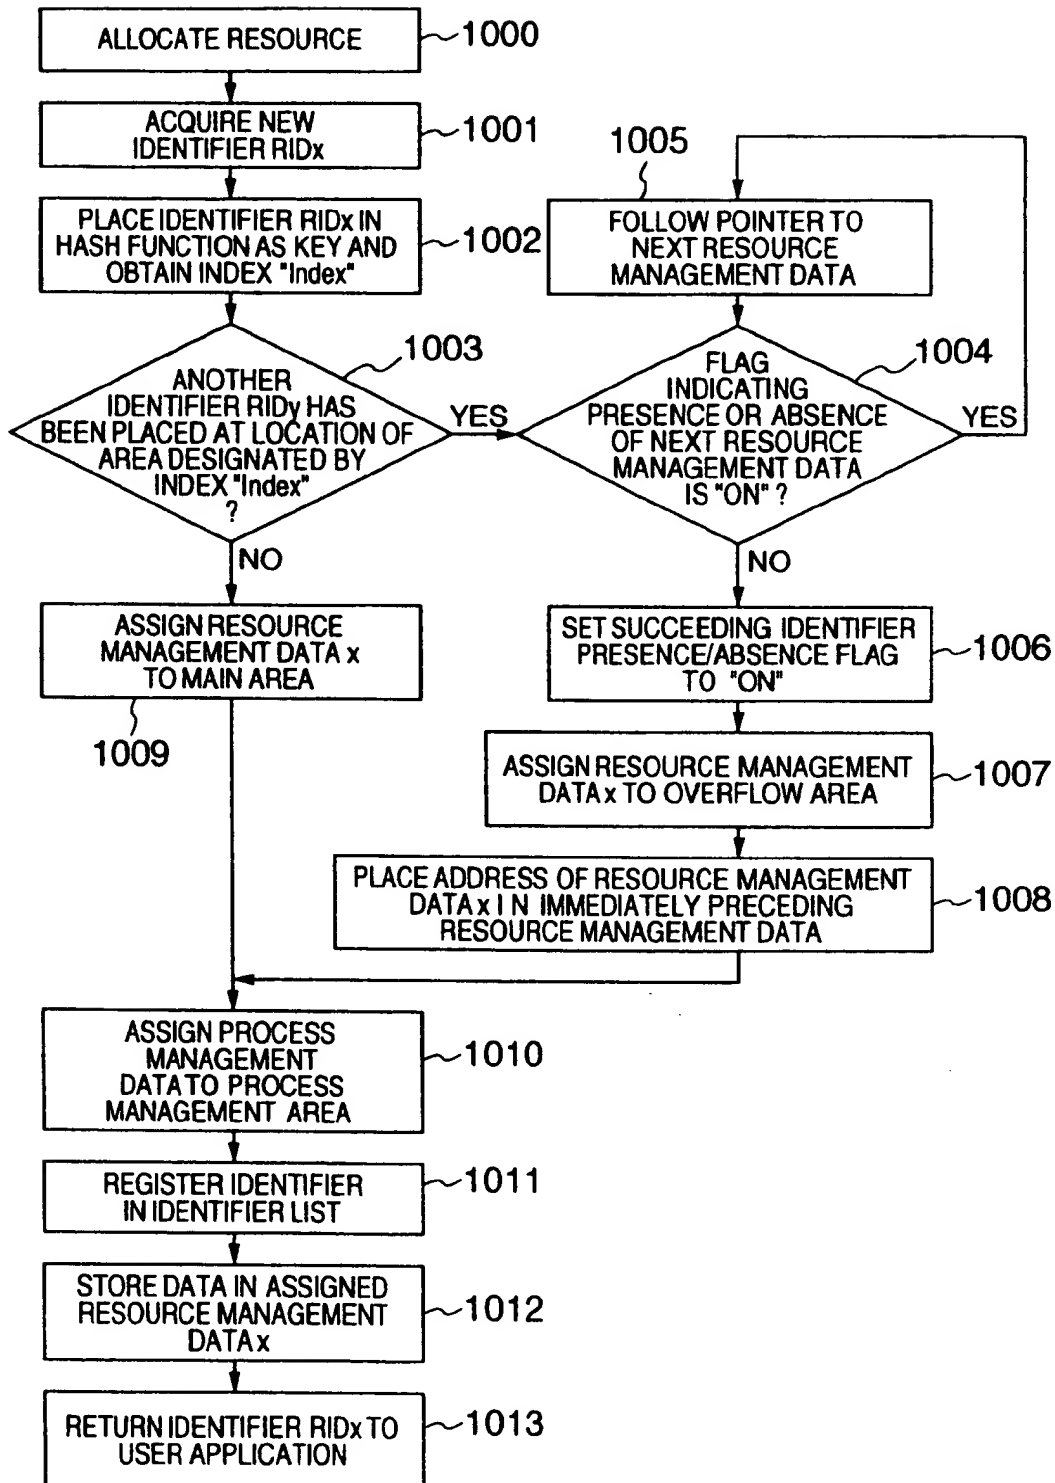 ALLOCATE RESOURCE
1000
ACQUIRE NEW
IDENTIFIER RIDx
1001
PLACE IDENTIFIER RIDx IN
HASH FUNCTION AS KEY AND
OBTAIN INDEX "Index"
1002
1003
ANOTHER
IDENTIFIER RIDy HAS
BEEN PLACED AT LOCATION OF
AREA DESIGNATED BY
INDEX "Index"
?
YES
NO
1005
FOLLOW POINTER TO
NEXT RESOURCE
MANAGEMENT DATA
1004
FLAG
INDICATING
PRESENCE OR ABSENCE
OF NEXT RESOURCE
MANAGEMENT DATA
IS "ON" ?
YES
NO
ASSIGN RESOURCE
MANAGEMENT DATA x
TO MAIN AREA
1009
SET SUCCEEDING IDENTIFIER
PRESENCE/ABSENCE FLAG
TO "ON"
1006
ASSIGN RESOURCE MANAGEMENT
DATA x TO OVERFLOW AREA
1007
PLACE ADDRESS OF RESOURCE MANAGEMENT
DATA x I N IMMEDIATELY PRECEDING
RESOURCE MANAGEMENT DATA
1008
ASSIGN PROCESS
MANAGEMENT
DATA TO PROCESS
MANAGEMENT AREA
1010
REGISTER IDENTIFIER
IN IDENTIFIER LIST
1011
STORE DATA IN ASSIGNED
RESOURCE MANAGEMENT
DATA x
1012
RETURN IDENTIFIER RIDx TO
USER APPLICATION
1013